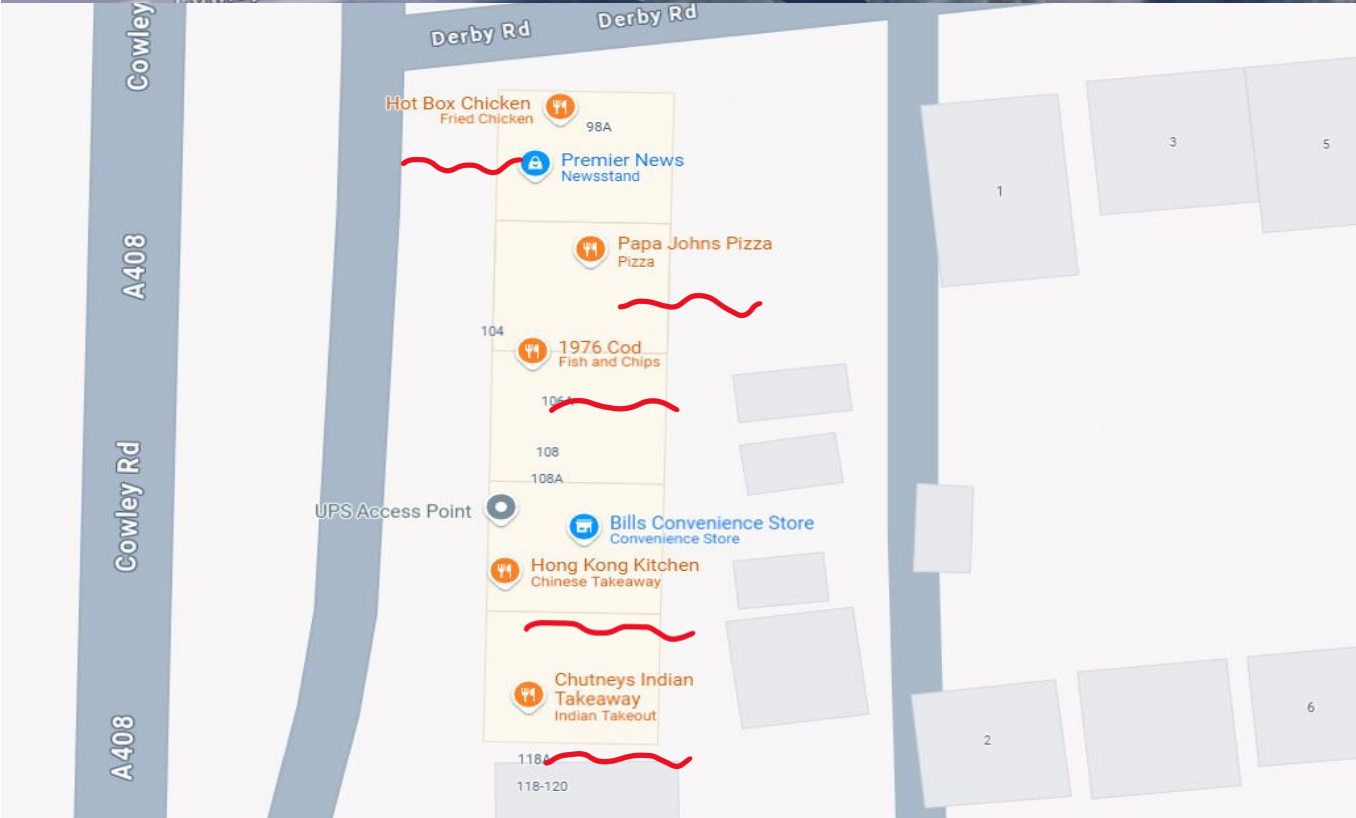 Cowley
Derby Rd
Derby Rd
Hot Box Chicken
Fried Chicken
98A
Premier News
Newsstand
3
5
1
A408
Papa Johns Pizza
Pizza
104
1976 Cod
Fish and Chips
106A
108
108A
Cowley Rd
UPS Access Point
Bills Convenience Store
Convenience Store
Hong Kong Kitchen
Chinese Takeaway
Chutneys Indian
Takeaway
Indian Takeout
A408
6
2
118A
118-120